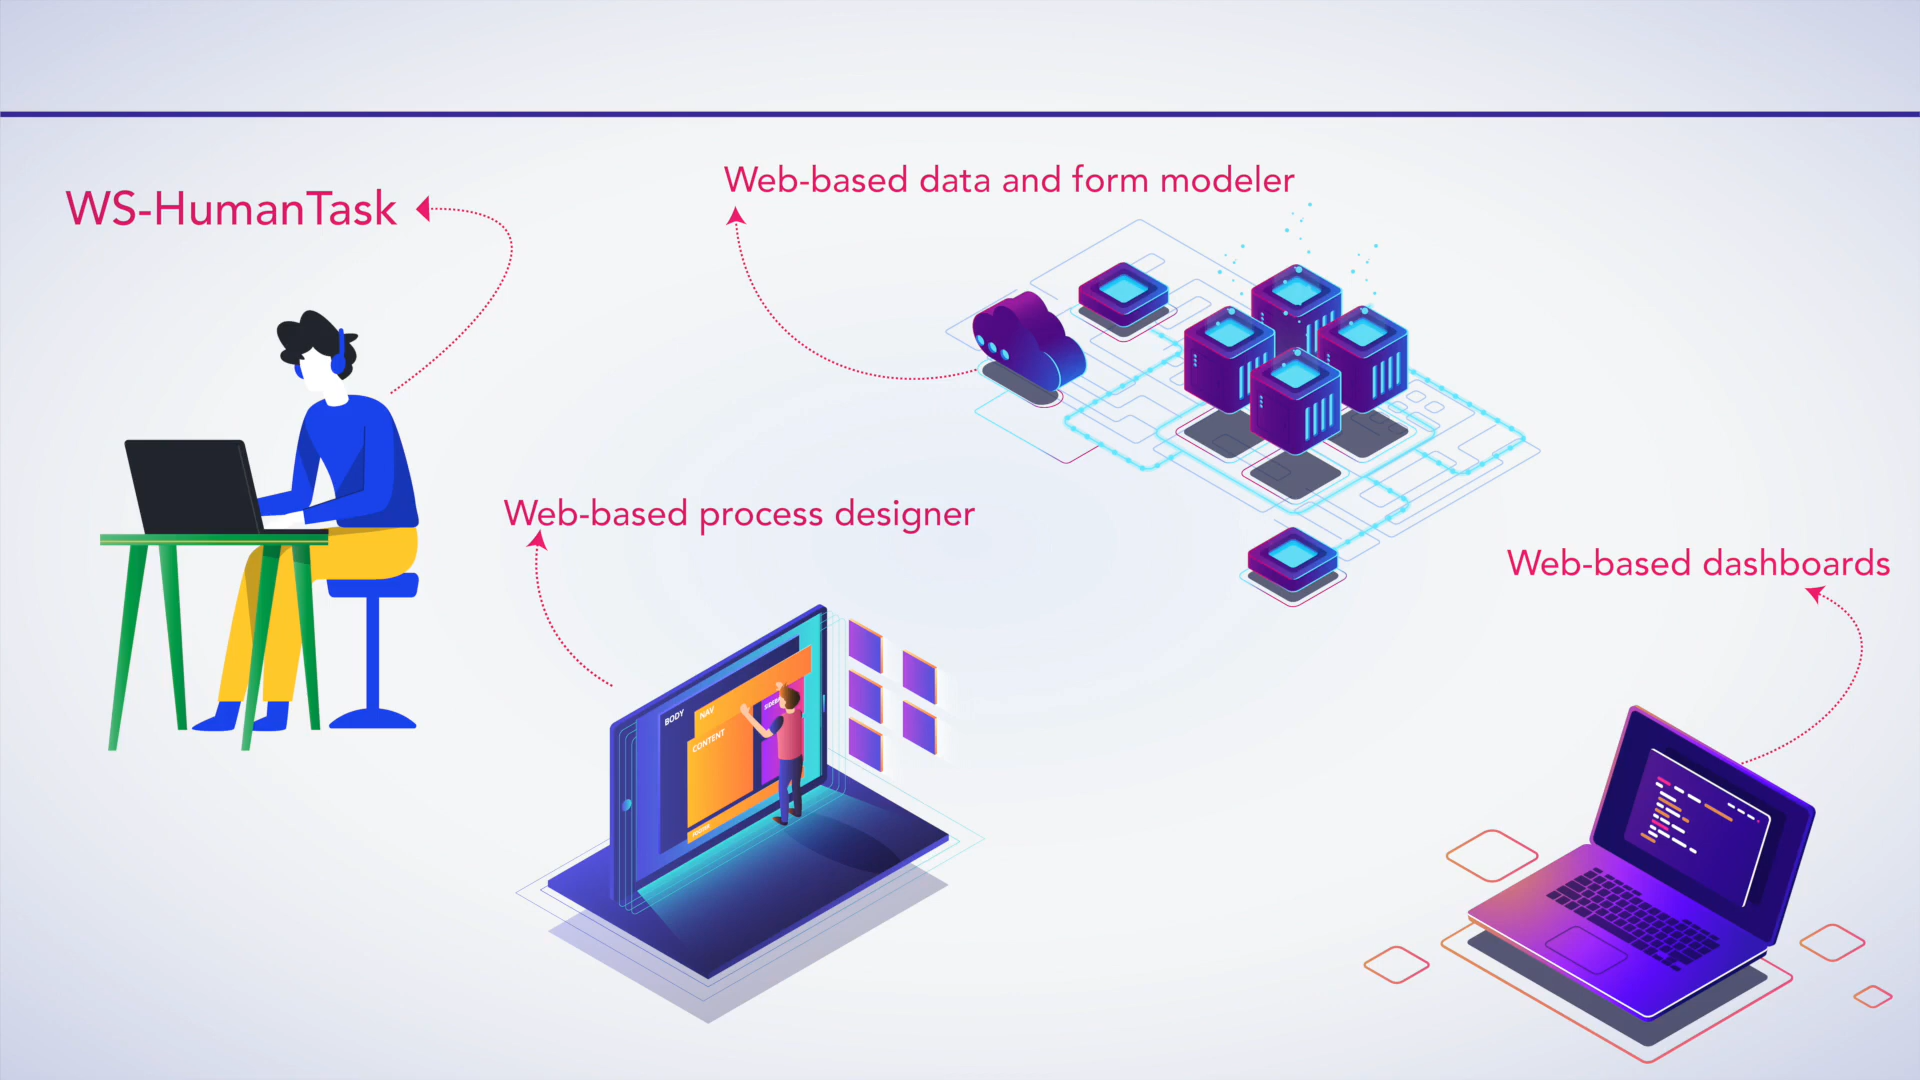 WS-HumanTask
Web-based data and form modeler
Web-based process designer
Web-based dashboards
BODY
NAV
CONTENT